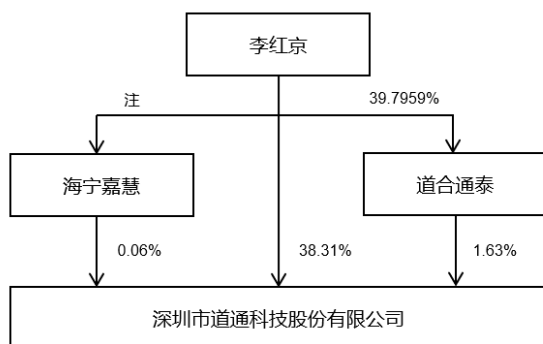 李红京
注
39.7959%
海宁嘉慧
道合通泰
0.06%
38.31%
1.63%
深圳市道通科技股份有限公司